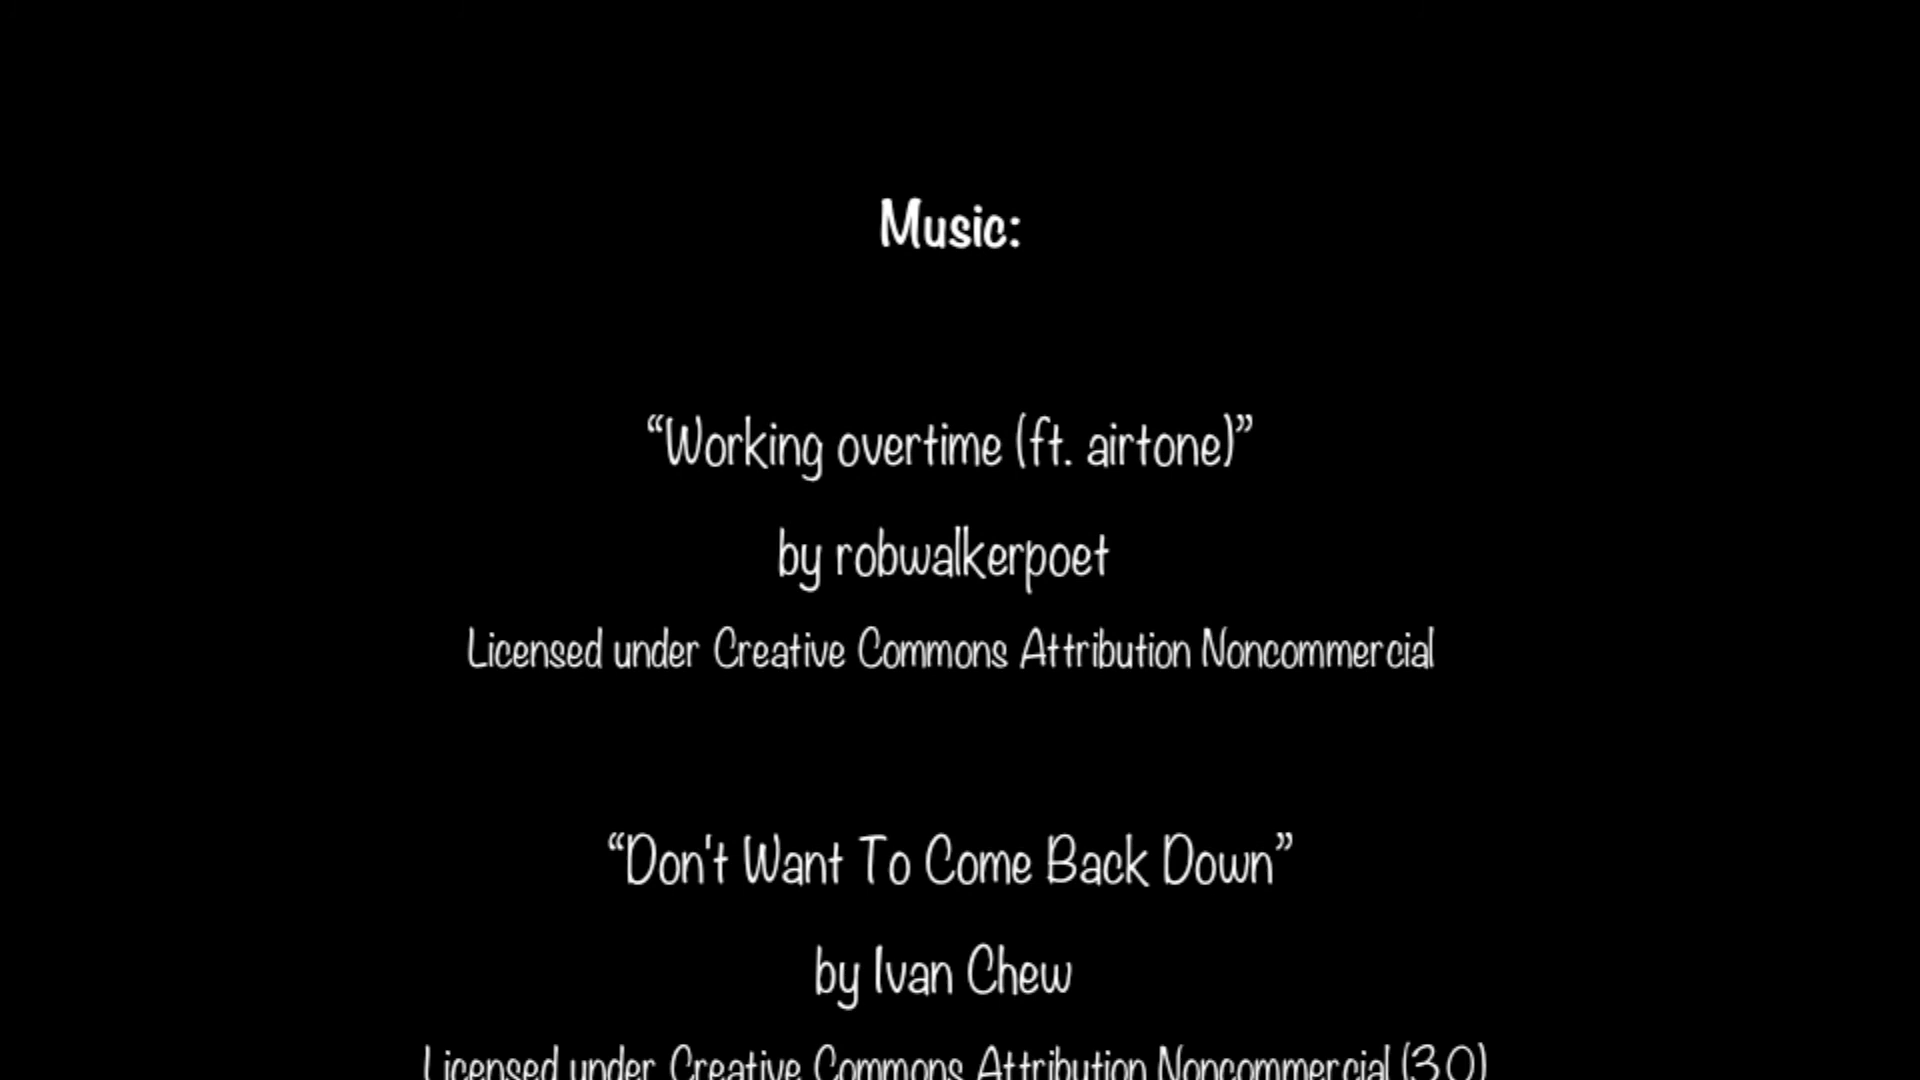 Music:
“Working overtime (ft. airtone)”
by robwalkerpoet
Licensed under Creative Commons Attribution Noncommercial
“Don't Want To Come Back Down”
by Ivan Chew
Licensed under Creative Commons Attribution Noncommercial (3.0)